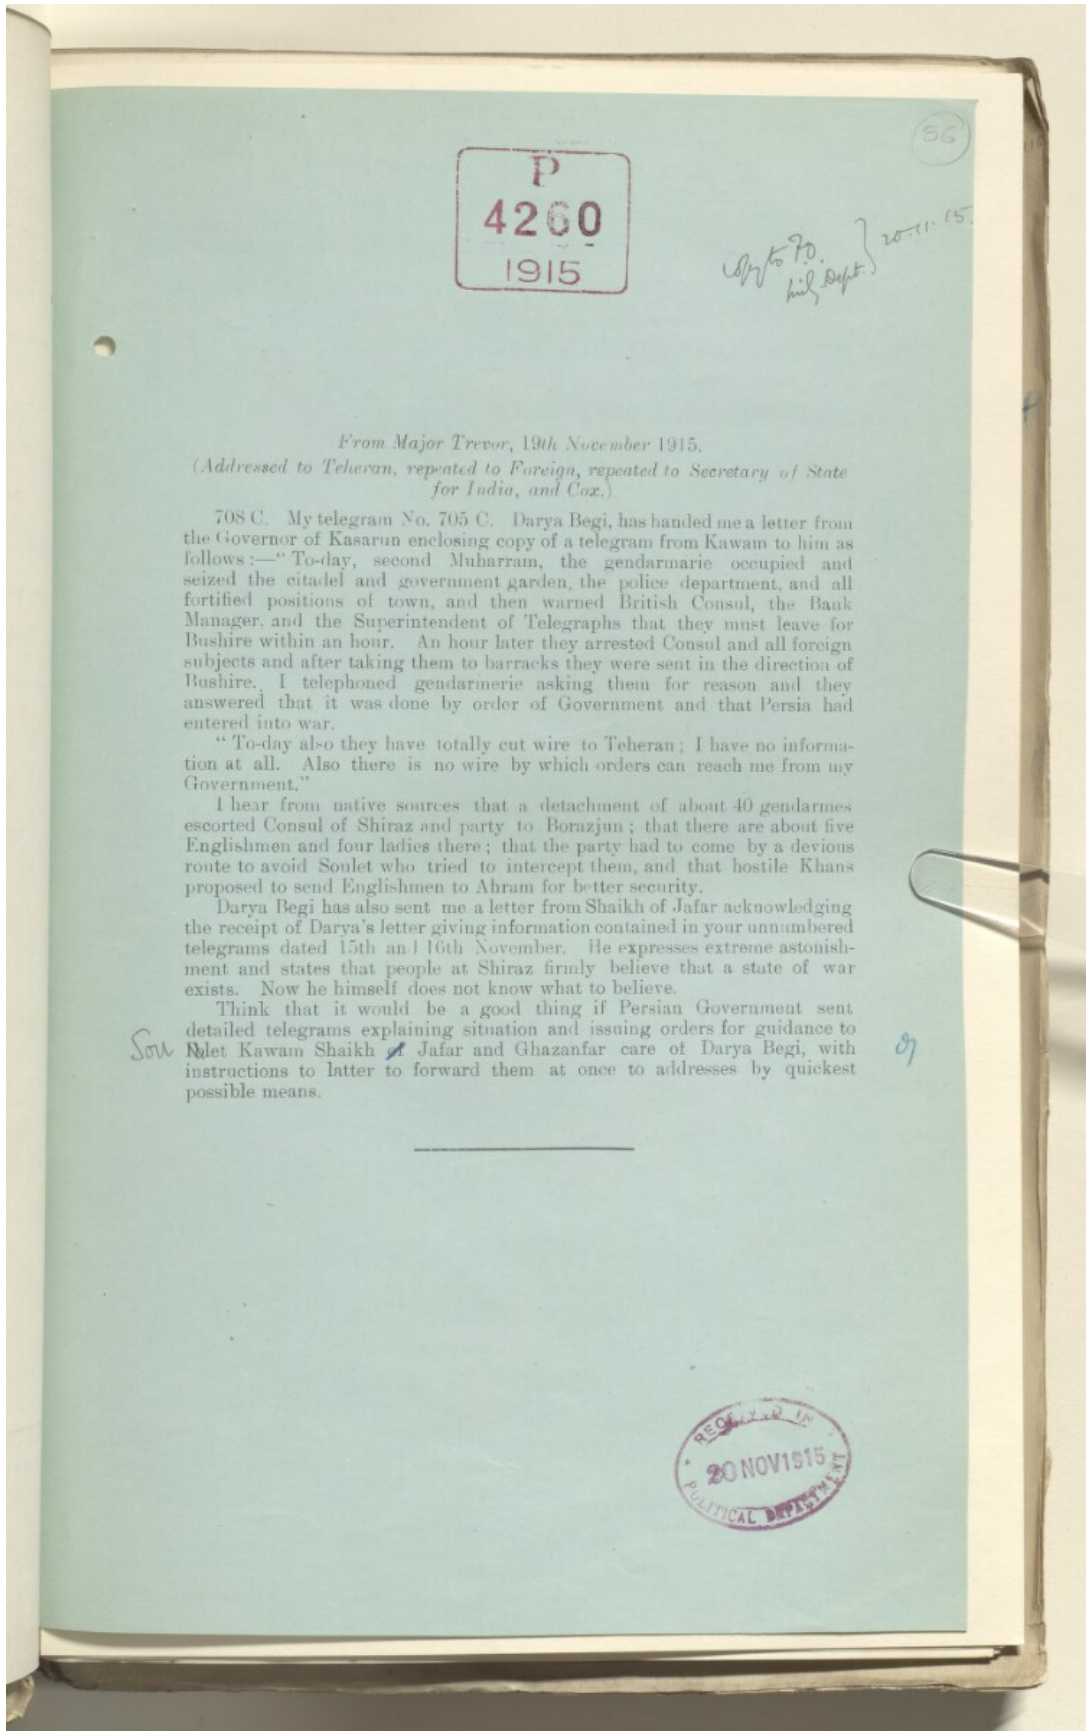 56
P
4260
1915
Copy to F.O.
Mily. Dept. } 20.11.15.
From Major Trevor, 19th November 1915.
(Addressed to Teheran, repeated to Foreign, repeated to Secretary of State
for India, and Cox.)
708 C. My telegram No. 705 C. Darya Begi, has handed me a letter from
the Governor of Kasarun enclosing copy of a telegram from Kawam to him as
follows :—“ To-day, second Muharram, the gendarmarie occupied and
seized the citadel and government garden, the police department, and all
fortified positions of town, and then warned British Consul, the Bank
Manager, and the Superintendent of Telegraphs that they must leave for
Bushire within an hour. An hour later they arrested Consul and all foreign
subjects and after taking them to barracks they were sent in the direction of
Bushire. I telephoned gendarmerie asking them for reason and they
answered that it was done by order of Government and that Persia had
entered into war.
“ To-day also they have totally cut wire to Teheran ; I have no informa-
tion at all. Also there is no wire by which orders can reach me from my
Government.”
I hear from native sources that a detachment of about 40 gendarmes
escorted Consul of Shiraz and party to Borazjun ; that there are about five
Englishmen and four ladies there ; that the party had to come by a devious
route to avoid Soulet who tried to intercept them, and that hostile Khans
proposed to send Englishmen to Ahram for better security.
Darya Begi has also sent me a letter from Shaikh of Jafar acknowledging
the receipt of Darya's letter giving information contained in your unnumbered
telegrams dated 15th and 16th November. He expresses extreme astonish-
ment and states that people at Shiraz firmly believe that a state of war
exists. Now he himself does not know what to believe.
Think that it would be a good thing if Persian Government sent
detailed telegrams explaining situation and issuing orders for guidance to
Sou let Kawam Shaikh of Jafar and Ghazanfar care of Darya Begi, with
instructions to latter to forward them at once to addresses by quickest
possible means.
RECEIVED IN
20 NOV 1915
POLITICAL DEPARTMENT